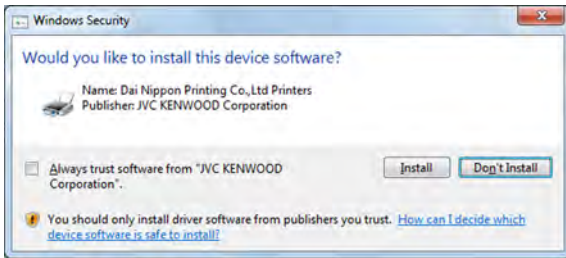 Windows Security
Would you like to install this device software?
Name: Dai Nippon Printing Co.,Ltd Printers
Publisher: JVC KENWOOD Corporation
Always trust software from "JVC KENWOOD
Corporation".
Install
Don't Install
You should only install driver software from publishers you trust. How can I decide which
device software is safe to install?